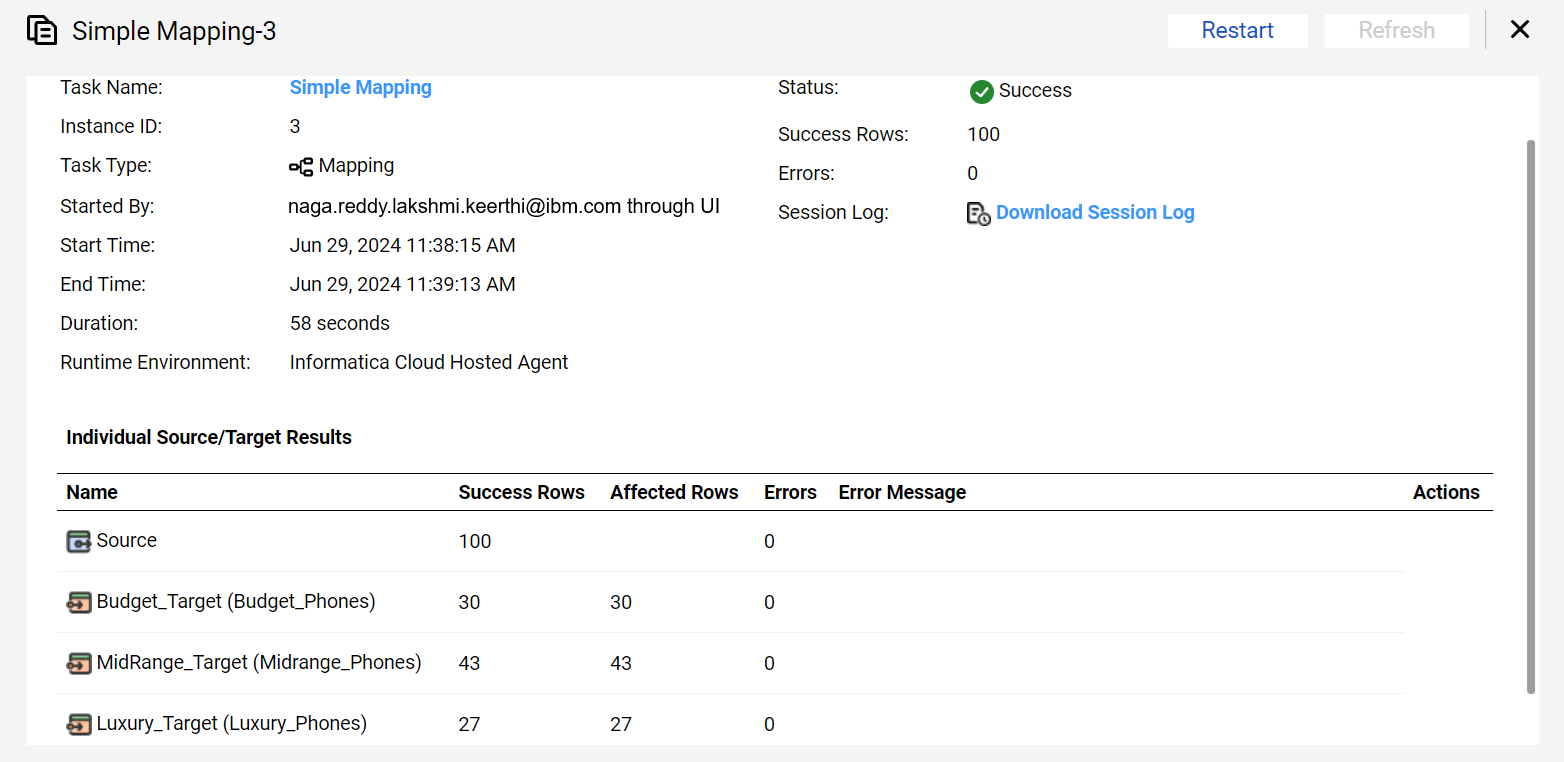 Simple Mapping-3
Restart
Refresh
Task Name: Simple Mapping
Instance ID: 3
Task Type: Mapping
Started By: naga.reddy.lakshmi.keerthi@ibm.com through UI
Start Time: Jun 29, 2024 11:38:15 AM
End Time: Jun 29, 2024 11:39:13 AM
Duration: 58 seconds
Runtime Environment: Informatica Cloud Hosted Agent
Status: Success
Success Rows: 100
Errors: 0
Session Log: Download Session Log
Individual Source/Target Results
Name Success Rows Affected Rows Errors Error Message Actions
Source 100 0
Budget_Target (Budget_Phones) 30 30 0
MidRange_Target (Midrange_Phones) 43 43 0
Luxury_Target (Luxury_Phones) 27 27 0